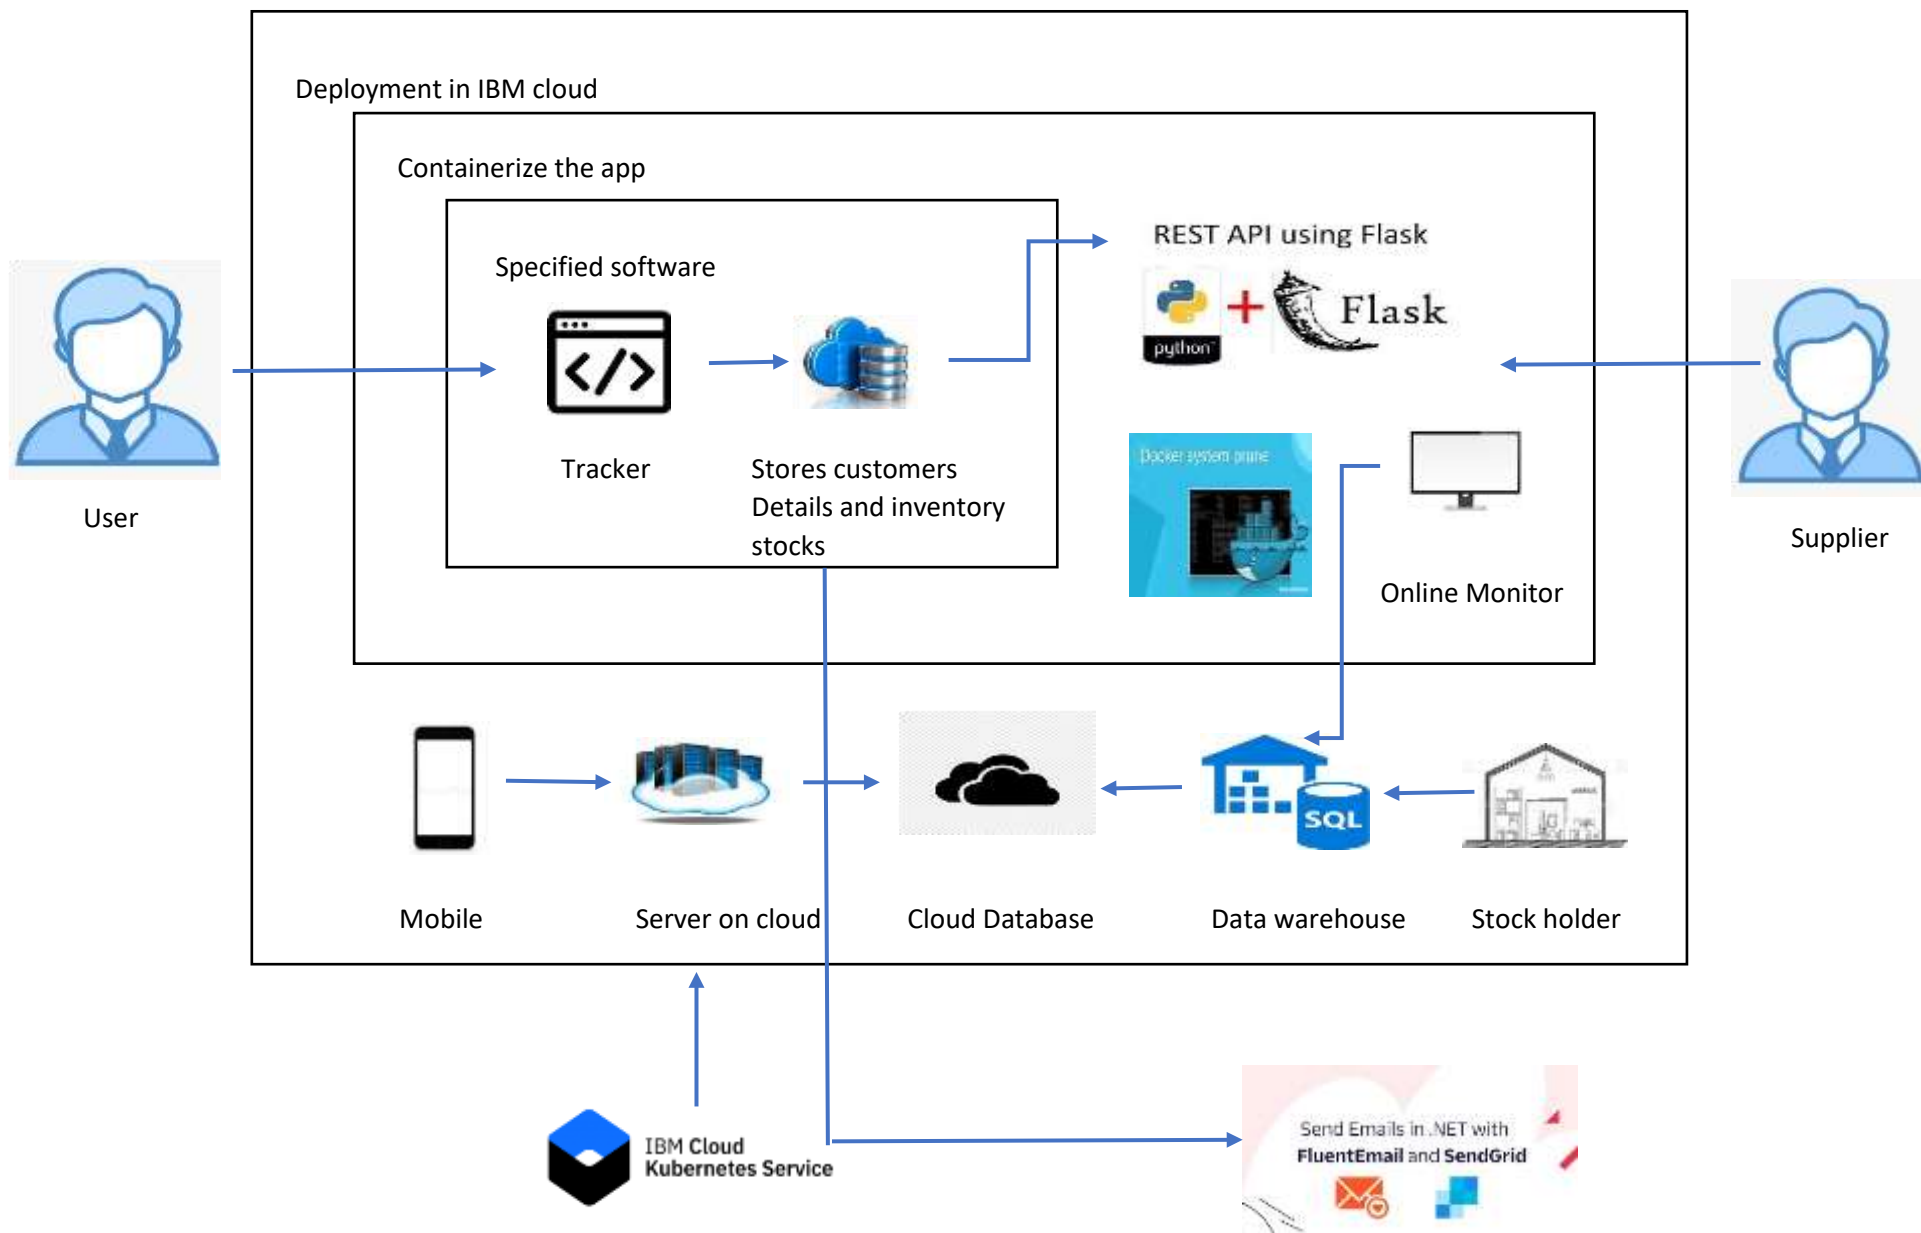 Deployment in IBM cloud
Containerize the app
Specified software
REST API using Flask
python
Flask
Tracker
Stores customers
Details and inventory
stocks
Docker system prune
Online Monitor
User
Supplier
SQL
Mobile
Server on cloud
Cloud Database
Data warehouse
Stock holder
IBM Cloud
Kubernetes Service
Send Emails in .NET with
FluentEmail and SendGrid